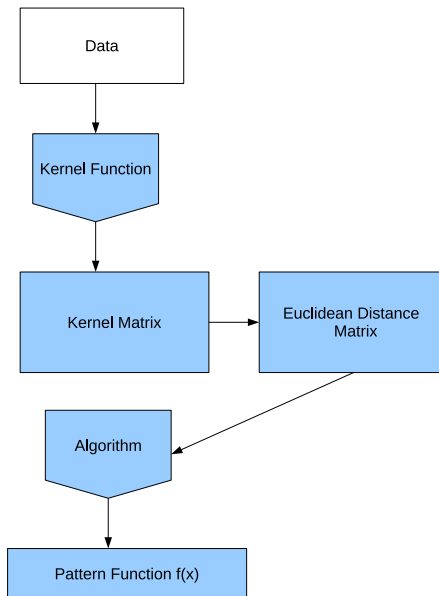 Data
Kernel Function
Kernel Matrix
Euclidean Distance
Matrix
Algorithm
Pattern Function f(x)